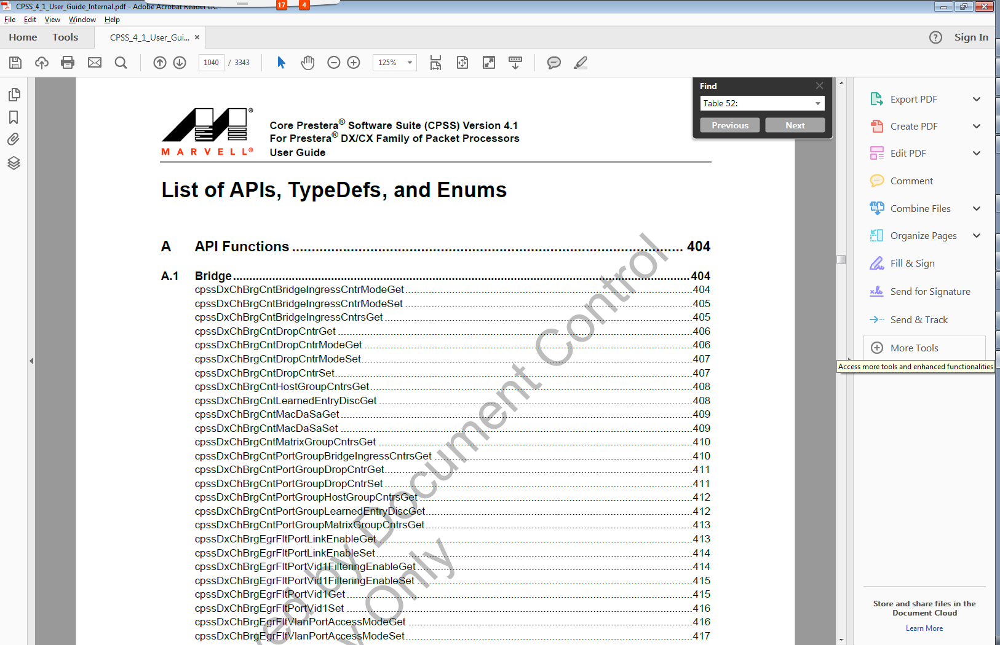 CPSS_4_1_User_Guide_Internal.pdf - Adobe Acrobat Reader DC
17
4
File Edit View Window Help
Home Tools CPSS_4_1_User_Gui... × Sign In
1040 / 3343 125%
Find
Table 52:
Previous Next
MARVELL®
Core Prestera® Software Suite (CPSS) Version 4.1
For Prestera® DX/CX Family of Packet Processors
User Guide
List of APIs, TypeDefs, and Enums
A API Functions ........ 404
A.1 Bridge ........ 404
cpssDxChBrgCntBridgeIngressCntrModeGet ........ 404
cpssDxChBrgCntBridgeIngressCntrModeSet ........ 405
cpssDxChBrgCntBridgeIngressCntrsGet ........ 405
cpssDxChBrgCntDropCntrGet ........ 406
cpssDxChBrgCntDropCntrModeGet ........ 406
cpssDxChBrgCntDropCntrModeSet ........ 407
cpssDxChBrgCntDropCntrSet ........ 407
cpssDxChBrgCntHostGroupCntrsGet ........ 408
cpssDxChBrgCntLearnedEntryDiscGet ........ 408
cpssDxChBrgCntMacDaSaGet ........ 409
cpssDxChBrgCntMacDaSaSet ........ 409
cpssDxChBrgCntMatrixGroupCntrsGet ........ 410
cpssDxChBrgCntPortGroupBridgeIngressCntrsGet ........ 410
cpssDxChBrgCntPortGroupDropCntrGet ........ 411
cpssDxChBrgCntPortGroupDropCntrSet ........ 411
cpssDxChBrgCntPortGroupHostGroupCntrsGet ........ 412
cpssDxChBrgCntPortGroupLearnedEntryDiscGet ........ 412
cpssDxChBrgCntPortGroupMatrixGroupCntrsGet ........ 413
cpssDxChBrgEgrFltPortLinkEnableGet ........ 413
cpssDxChBrgEgrFltPortLinkEnableSet ........ 414
cpssDxChBrgEgrFltPortVid1FilteringEnableGet ........ 414
cpssDxChBrgEgrFltPortVid1FilteringEnableSet ........ 415
cpssDxChBrgEgrFltPortVid1Get ........ 415
cpssDxChBrgEgrFltPortVid1Set ........ 416
cpssDxChBrgEgrFltVlanPortAccessModeGet ........ 416
cpssDxChBrgEgrFltVlanPortAccessModeSet ........ 417
by Document Control
Only
Export PDF
Create PDF
Edit PDF
Comment
Combine Files
Organize Pages
Fill & Sign
Send for Signature
Send & Track
More Tools
Access more tools and enhanced functionalities
Store and share files in the
Document Cloud
Learn More